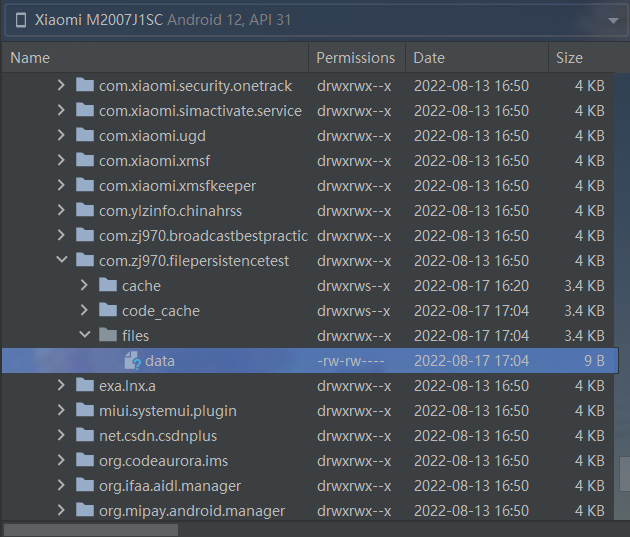 Xiaomi M2007J1SC Android 12, API 31
Name Permissions Date Size
com.xiaomi.security.onetrack drwxrwx--x 2022-08-13 16:50 4 KB
com.xiaomi.simactivate.service drwxrwx--x 2022-08-13 16:50 4 KB
com.xiaomi.ugd drwxrwx--x 2022-08-13 16:50 4 KB
com.xiaomi.xmsf drwxrwx--x 2022-08-13 16:50 4 KB
com.xiaomi.xmsfkeeper drwxrwx--x 2022-08-13 16:50 4 KB
com.ylzinfo.chinahrss drwxrwx--x 2022-08-13 16:50 4 KB
com.zj970.broadcastbestpractic drwxrwx--x 2022-08-13 16:50 4 KB
com.zj970.filepersistencetest drwxrwx--x 2022-08-13 16:50 4 KB
cache drwxrws--x 2022-08-17 16:20 3.4 KB
code_cache drwxrws--x 2022-08-17 17:04 3.4 KB
files drwxrwx--x 2022-08-17 17:04 3.4 KB
data -rw-rw---- 2022-08-17 17:04 9 B
exa.lnx.a drwxrwx--x 2022-08-13 16:50 4 KB
miui.systemui.plugin drwxrwx--x 2022-08-13 16:50 4 KB
net.csdn.csdnplus drwxrwx--x 2022-08-13 16:50 4 KB
org.codeaurora.ims drwxrwx--x 2022-08-13 16:50 4 KB
org.ifaa.aidl.manager drwxrwx--x 2022-08-13 16:50 4 KB
org.mipay.android.manager drwxrwx--x 2022-08-13 16:50 4 KB